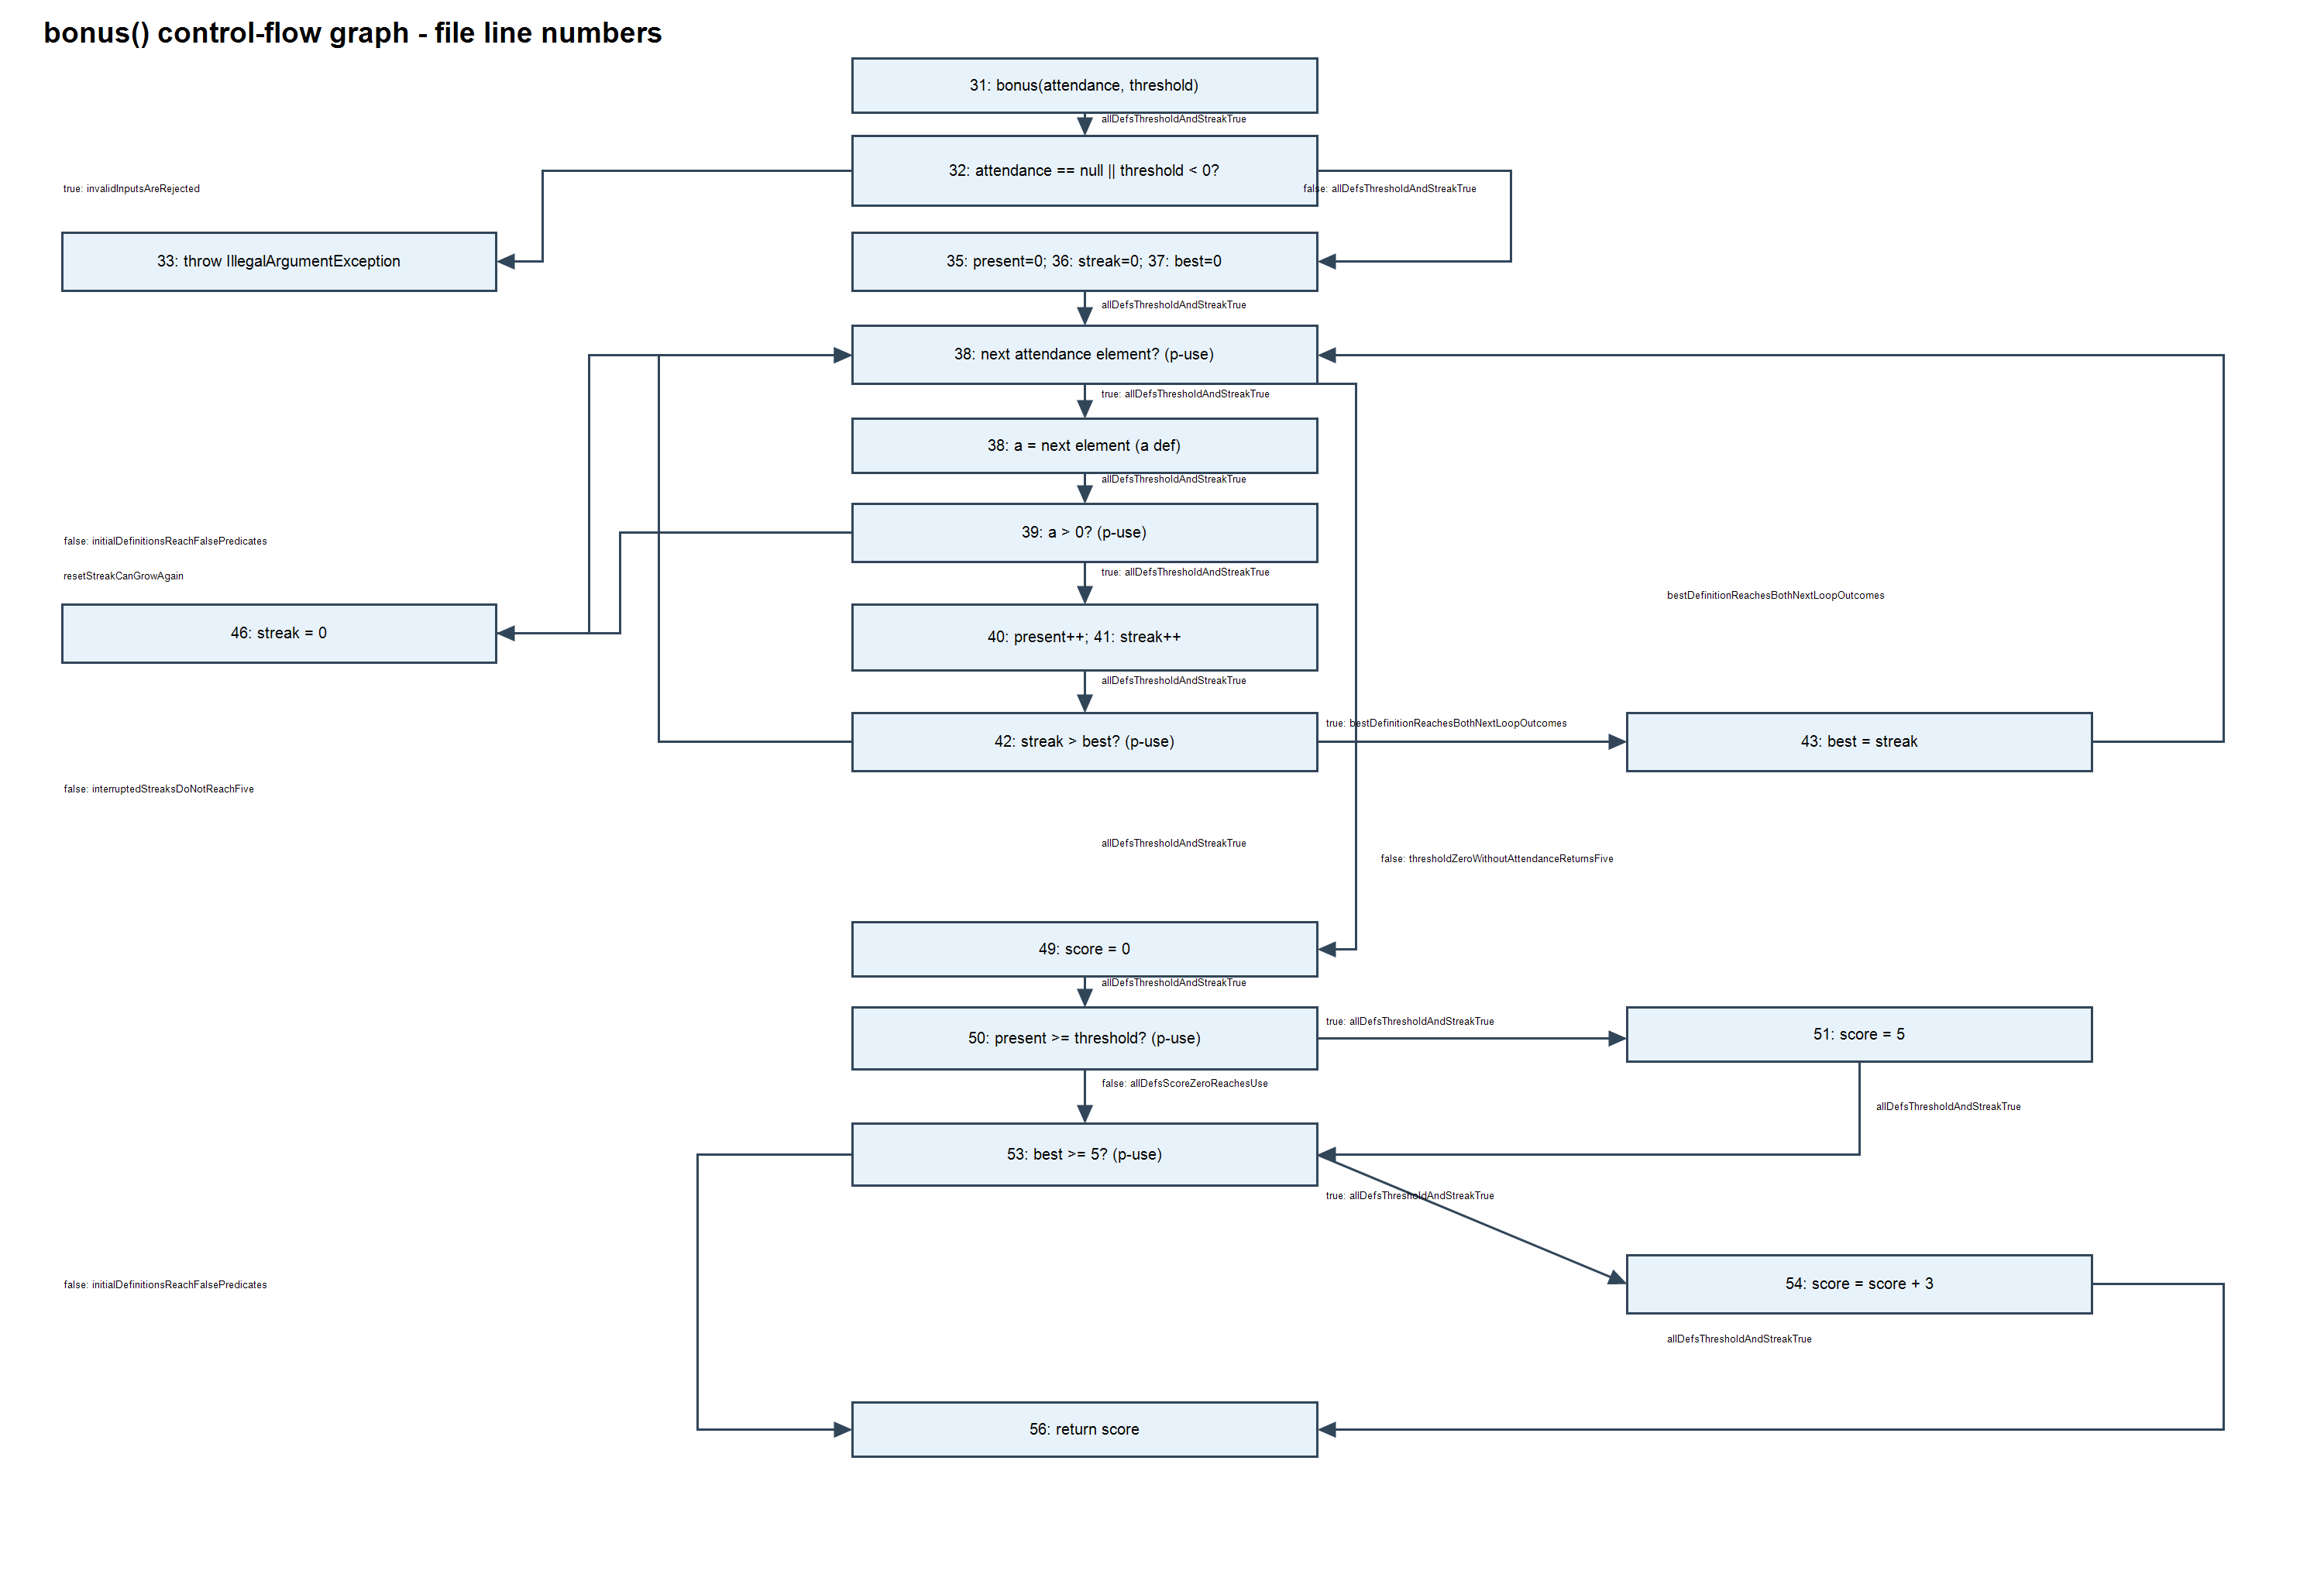 bonus() control-flow graph - file line numbers
31: bonus(attendance, threshold)
allDefsThresholdAndStreakTrue
32: attendance == null || threshold < 0?
true: invalidInputsAreRejected
false: allDefsThresholdAndStreakTrue
33: throw IllegalArgumentException
35: present=0; 36: streak=0; 37: best=0
allDefsThresholdAndStreakTrue
38: next attendance element? (p-use)
true: allDefsThresholdAndStreakTrue
38: a = next element (a def)
allDefsThresholdAndStreakTrue
39: a > 0? (p-use)
false: initialDefinitionsReachFalsePredicates
true: allDefsThresholdAndStreakTrue
resetStreakCanGrowAgain
bestDefinitionReachesBothNextLoopOutcomes
46: streak = 0
40: present++; 41: streak++
allDefsThresholdAndStreakTrue
true: bestDefinitionReachesBothNextLoopOutcomes
42: streak > best? (p-use)
43: best = streak
false: interruptedStreaksDoNotReachFive
allDefsThresholdAndStreakTrue
false: thresholdZeroWithoutAttendanceReturnsFive
49: score = 0
allDefsThresholdAndStreakTrue
true: allDefsThresholdAndStreakTrue
50: present >= threshold? (p-use)
51: score = 5
false: allDefsScoreZeroReachesUse
allDefsThresholdAndStreakTrue
53: best >= 5? (p-use)
true: allDefsThresholdAndStreakTrue
false: initialDefinitionsReachFalsePredicates
54: score = score + 3
allDefsThresholdAndStreakTrue
56: return score